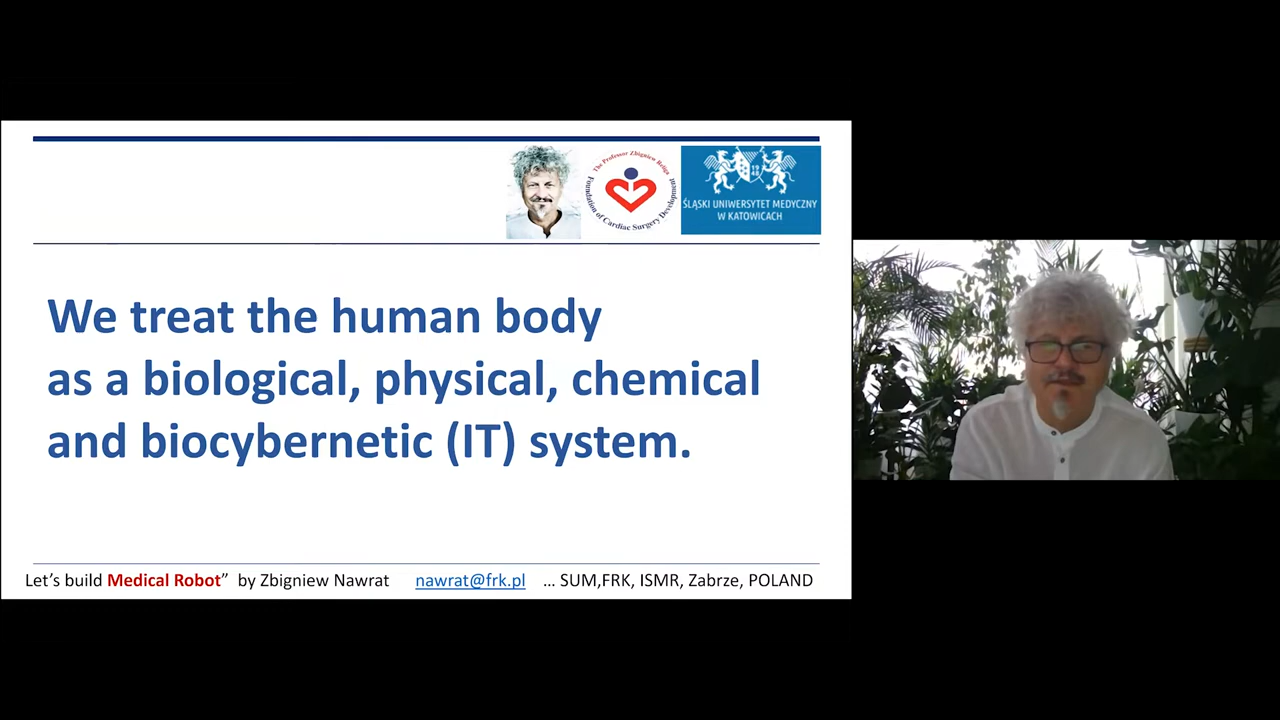 The Professor Zbigniew Religa
Foundation of Cardiac Surgery Development
1948
ŚLĄSKI UNIWERSYTET MEDYCZNY
W KATOWICACH
We treat the human body
as a biological, physical, chemical
and biocybernetic (IT) system.
Let's build Medical Robot” by Zbigniew Nawrat nawrat@frk.pl ... SUM,FRK, ISMR, Zabrze, POLAND